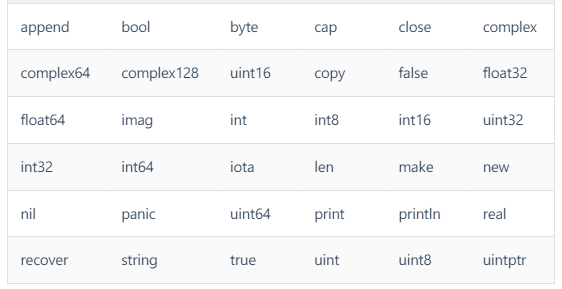 append bool byte cap close complex
complex64 complex128 uint16 copy false float32
float64 imag int int8 int16 uint32
int32 int64 iota len make new
nil panic uint64 print println real
recover string true uint uint8 uintptr